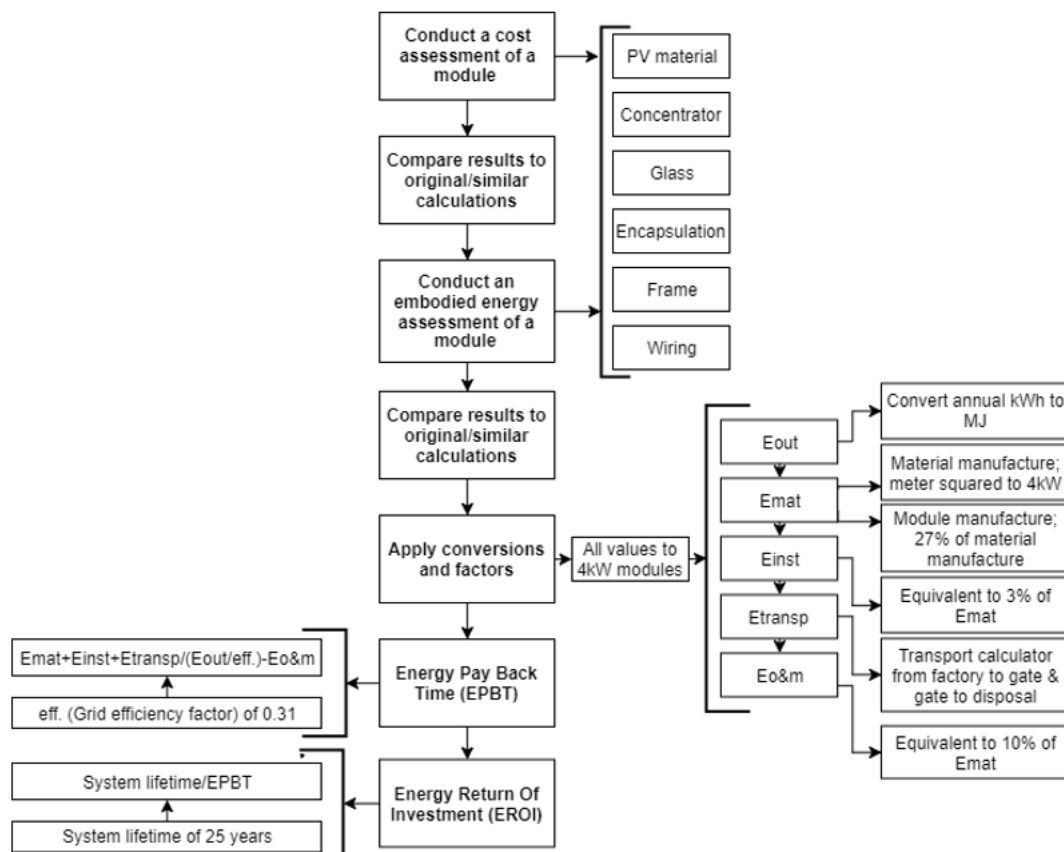 Conduct a cost
assessment of a
module
PV material
Concentrator
Glass
Encapsulation
Frame
Wiring
Compare results to
original/similar
calculations
Conduct an
embodied energy
assessment of a
module
Compare results to
original/similar
calculations
Apply conversions
and factors
All values to
4kW modules
Eout
Emat
Einst
Etransp
Eo&m
Convert annual kWh to
MJ
Material manufacture;
meter squared to 4kW
Module manufacture;
27% of material
manufacture
Equivalent to 3% of
Emat
Transport calculator
from factory to gate &
gate to disposal
Equivalent to 10% of
Emat
Energy Pay Back
Time (EPBT)
Emat+Einst+Etransp/(Eout/eff.)-Eo&m
eff. (Grid efficiency factor) of 0.31
Energy Return Of
Investment (EROI)
System lifetime/EPBT
System lifetime of 25 years